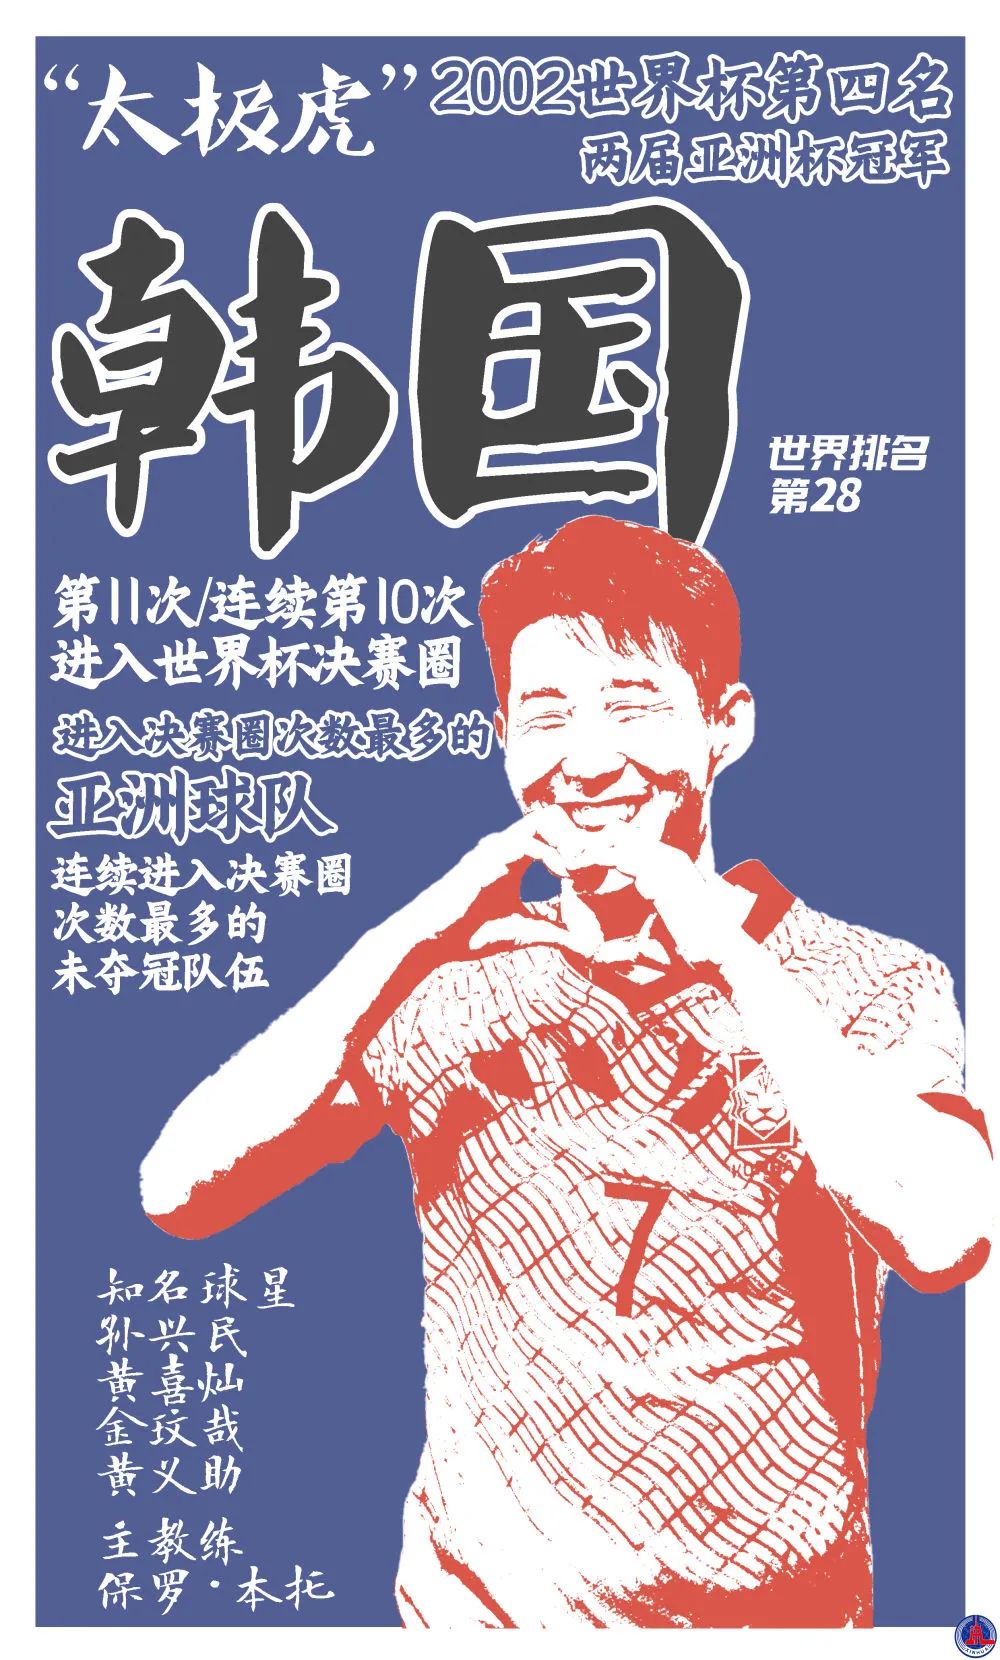 “太极虎”
2002世界杯第四名
两届亚洲杯冠军
韩国
世界排名
第28
第11次/连续第10次
进入世界杯决赛圈
进入决赛圈次数最多的
亚洲球队
连续进入决赛圈
次数最多的
未夺冠队伍
KOREA
7
知名球星
孙兴民
黄喜灿
金玟哉
黄义助
主教练
保罗·本托
XINHUA